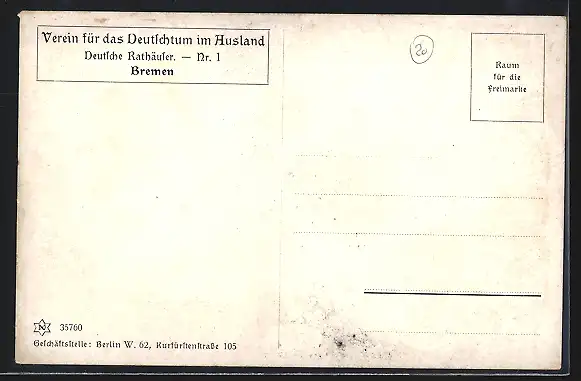 Verein für das Deutſchtum im Ausland
Deutſche Rathäuſer. — Nr. 1
Bremen
20
Raum
für die
Freimarke
35760
Geſchäftsſtelle: Berlin W. 62, Kurfürſtenſtraße 105